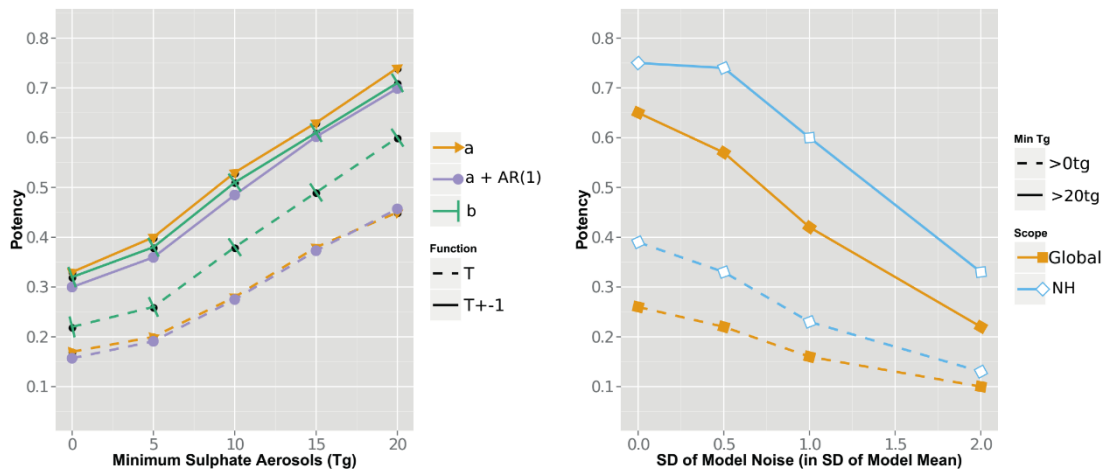 0.8
0.7
0.6
0.5
0.4
0.3
0.2
0.1
Potency
0 5 10 15 20
Minimum Sulphate Aerosols (Tg)
a
a + AR(1)
b
Function
T
T+-1
0.8
0.7
0.6
0.5
0.4
0.3
0.2
0.1
Potency
0.0 0.5 1.0 1.5 2.0
SD of Model Noise (in SD of Model Mean)
Min Tg
>0tg
>20tg
Scope
Global
NH